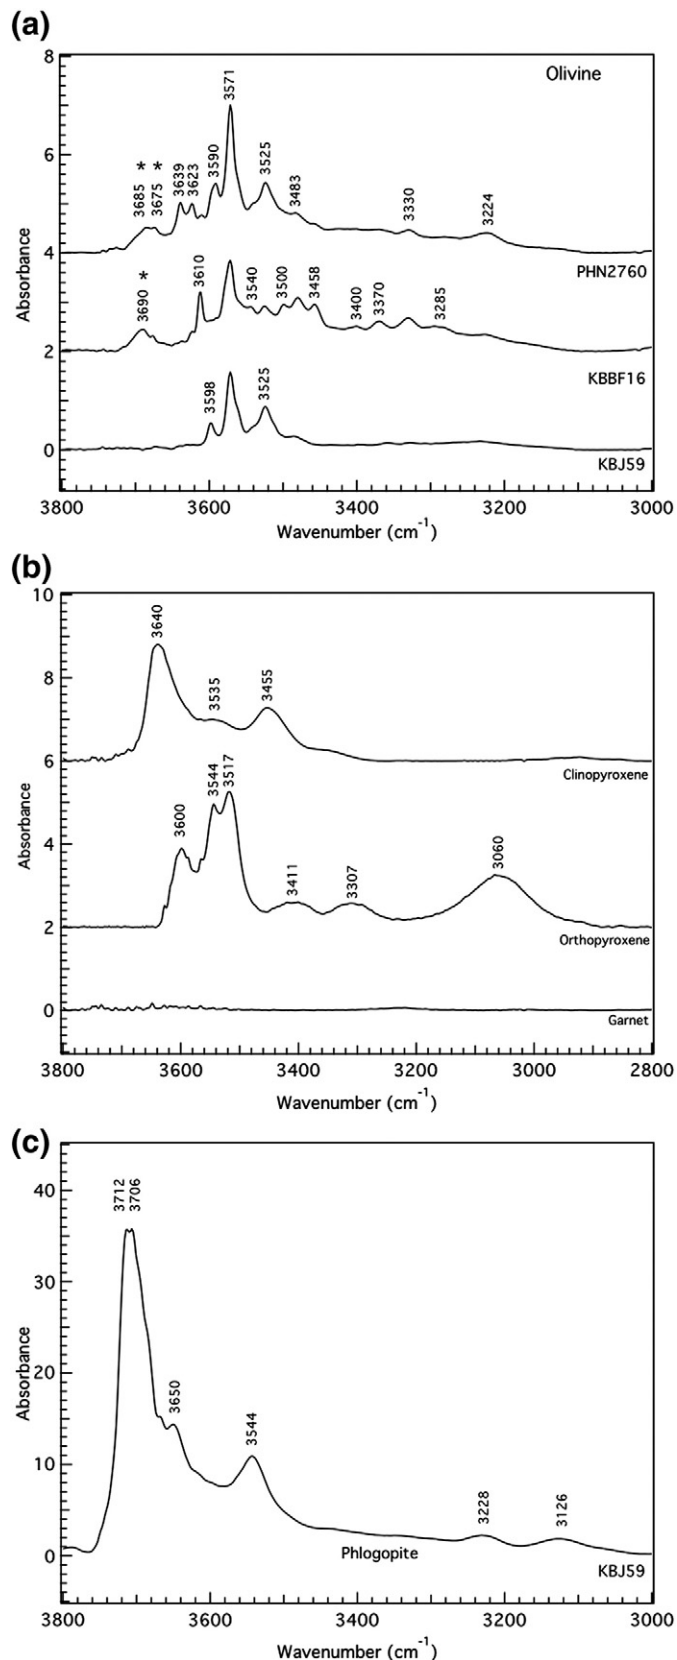 (a)
Olivine
8
6
4
2
0
Absorbance
* *
3685
3675
3639
3623
3590
3571
3525
3483
3330
3224
PHN2760
*
3690
3610
3540
3500
3458
3400
3370
3285
KBBF16
3598
3525
KBJ59
3800 3600 3400 3200 3000
Wavenumber (cm-1)
(b)
10
8
6
4
2
0
Absorbance
3640
3535
3455
Clinopyroxene
3600
3544
3517
3411
3307
3060
Orthopyroxene
Garnet
3800 3600 3400 3200 3000 2800
Wavenumber (cm-1)
(c)
40
30
20
10
0
Absorbance
3712
3706
3650
3544
3228
3126
Phlogopite
KBJ59
3800 3600 3400 3200 3000
Wavenumber (cm-1)